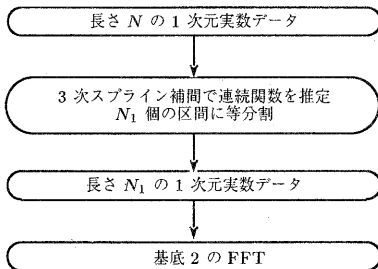 長さ N の 1 次元実数データ
3 次スプライン補間で連続関数を推定
N₁ 個の区間に等分割
長さ N₁ の 1 次元実数データ
基底 2 の FFT